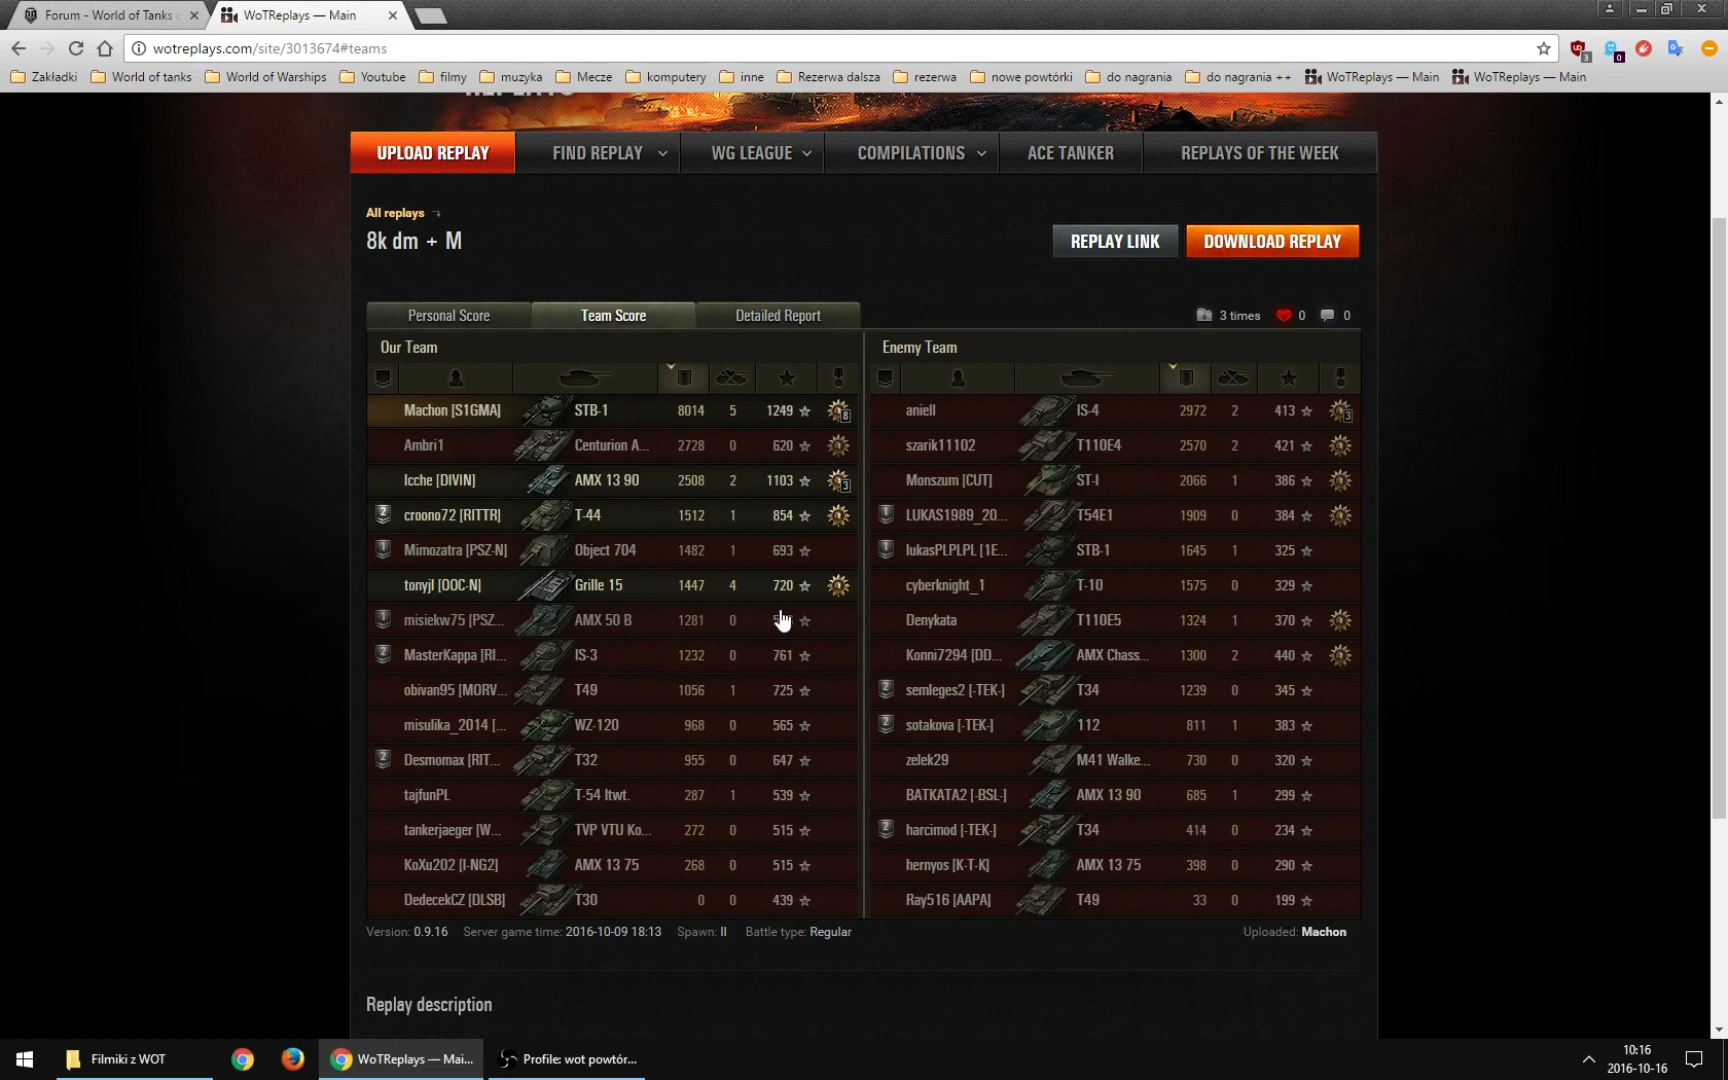 Forum - World of Tanks
WoTReplays — Main
wotreplays.com/site/3013674#teams
Zakładki World of tanks World of Warships Youtube filmy muzyka Mecze komputery inne Rezerwa dalsza rezerwa nowe powtórki do nagrania do nagrania ++ WoTReplays — Main WoTReplays — Main
UPLOAD REPLAY FIND REPLAY WG LEAGUE COMPILATIONS ACE TANKER REPLAYS OF THE WEEK
All replays
8k dm + M
REPLAY LINK DOWNLOAD REPLAY
Personal Score Team Score Detailed Report 3 times 0 0
Our Team Enemy Team
Machon [S1GMA] STB-1 8014 5 1249 8 aniell IS-4 2972 2 413 3
Ambri1 Centurion A... 2728 0 620 szarik11102 T110E4 2570 2 421
Icche [DIVIN] AMX 13 90 2508 2 1103 3 Monszum [CUT] ST-I 2066 1 386
2 croono72 [RITTR] T-44 1512 1 854 1 LUKAS1989_20... T54E1 1909 0 384
1 Mimozatra [PSZ-N] Object 704 1482 1 693 1 lukasPLPLPL [1E... STB-1 1645 1 325
tonyjl [OOC-N] Grille 15 1447 4 720 cyberknight_1 T-10 1575 0 329
1 misiekw75 [PSZ... AMX 50 B 1281 0 Denykata T110E5 1324 1 370
2 MasterKappa [RI... IS-3 1232 0 761 Konni7294 [DD... AMX Chass... 1300 2 440
obivan95 [MORV... T49 1056 1 725 2 semleges2 [-TEK-] T34 1239 0 345
misulika_2014 [... WZ-120 968 0 565 2 sotakova [-TEK-] 112 811 1 383
2 Desmomax [RIT... T32 955 0 647 zelek29 M41 Walke... 730 0 320
tajfunPL T-54 ltwt. 287 1 539 BATKATA2 [-BSL-] AMX 13 90 685 1 299
tankerjaeger [W... TVP VTU Ko... 272 0 515 2 harcimod [-TEK-] T34 414 0 234
KoXu202 [I-NG2] AMX 13 75 268 0 515 hernyos [K-T-K] AMX 13 75 398 0 290
DedecekCZ [DLSB] T30 0 0 439 Ray516 [AAPA] T49 33 0 199
Version: 0.9.16 Server game time: 2016-10-09 18:13 Spawn: II Battle type: Regular Uploaded: Machon
Replay description
Filmiki z WOT WoTReplays — Mai... Profile: wot powtór...
10:16
2016-10-16